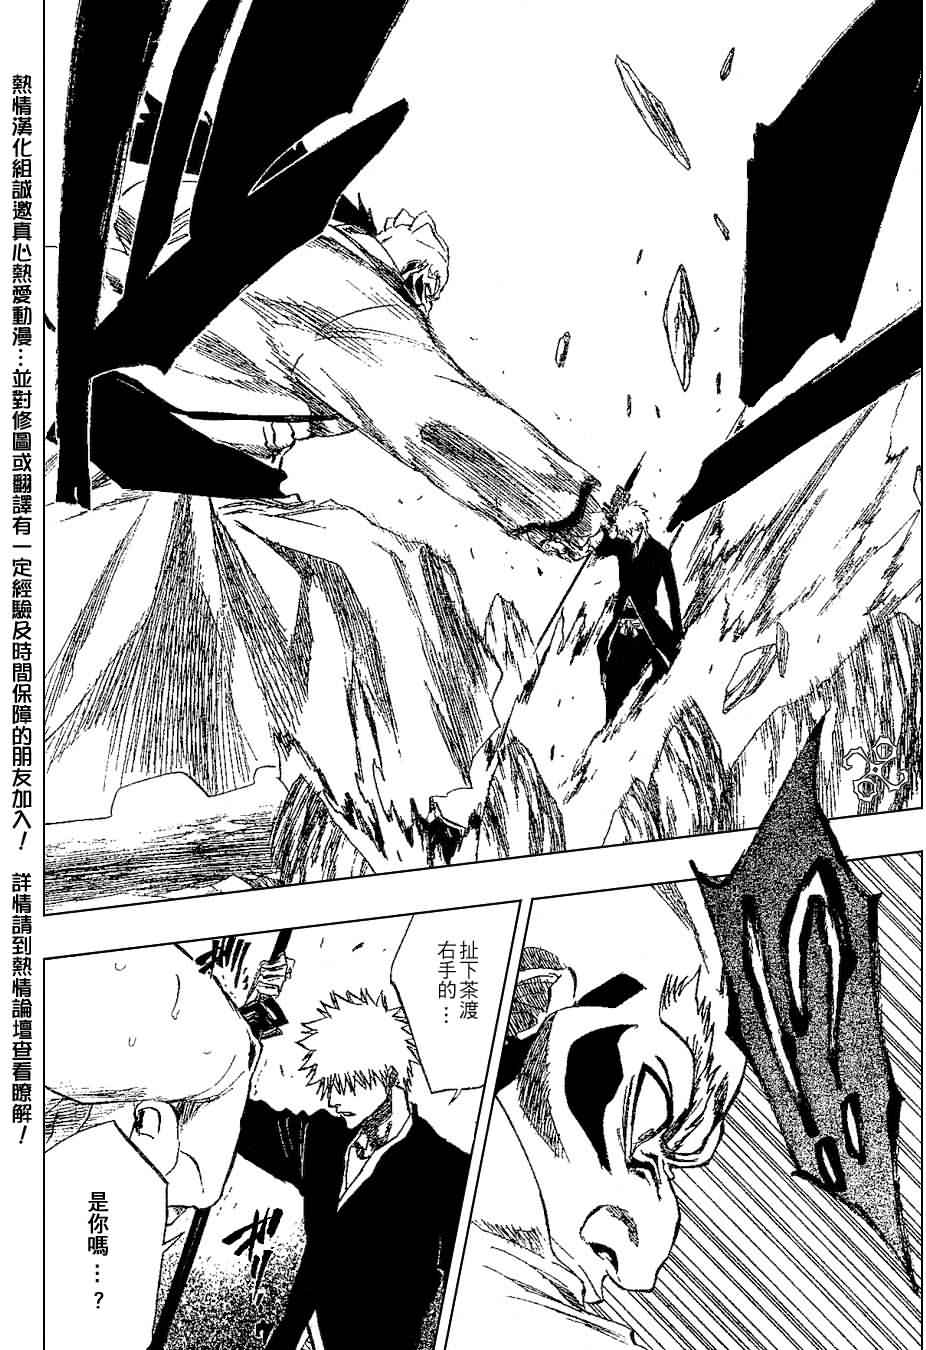 熱情漢化組誠邀真心熱愛動漫…並對修圖或翻譯有一定經驗及時間保障的朋友加入！ 詳情請到熱情論壇查看瞭解！
扯下茶渡
右手的…
是你嗎…？